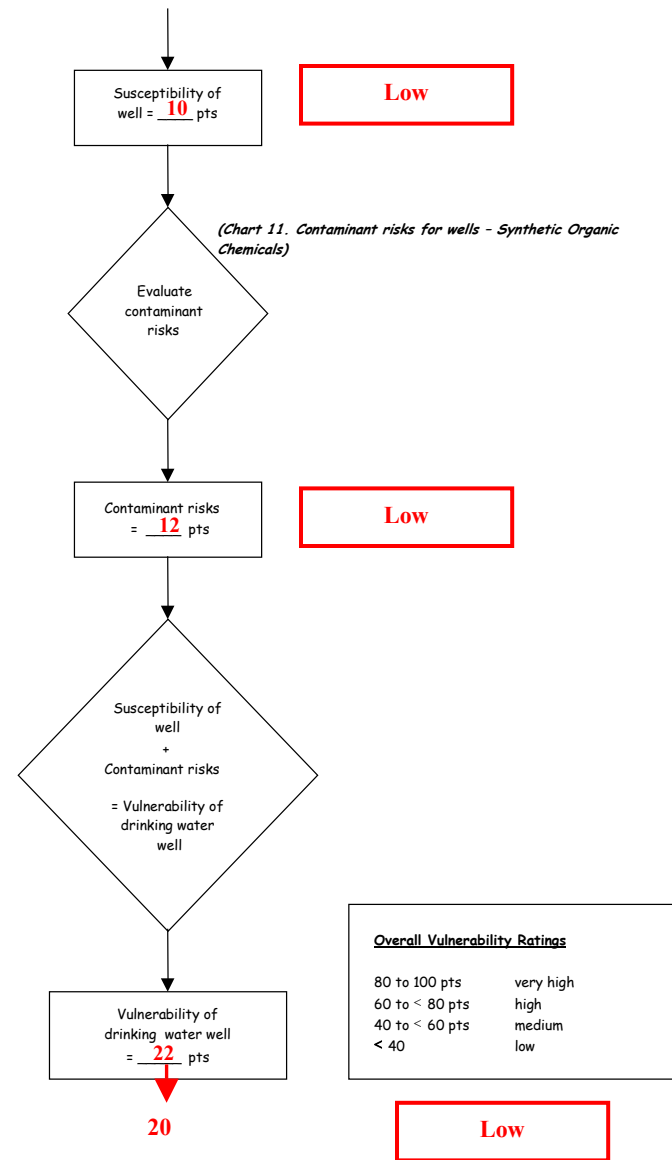 Susceptibility of
well = 10 pts
Low
(Chart 11. Contaminant risks for wells – Synthetic Organic
Chemicals)
Evaluate
contaminant
risks
Contaminant risks
= 12 pts
Low
Susceptibility of
well
+
Contaminant risks
= Vulnerability of
drinking water
well
Vulnerability of
drinking water well
= 22 pts
20
Overall Vulnerability Ratings
80 to 100 pts very high
60 to < 80 pts high
40 to < 60 pts medium
< 40 low
Low